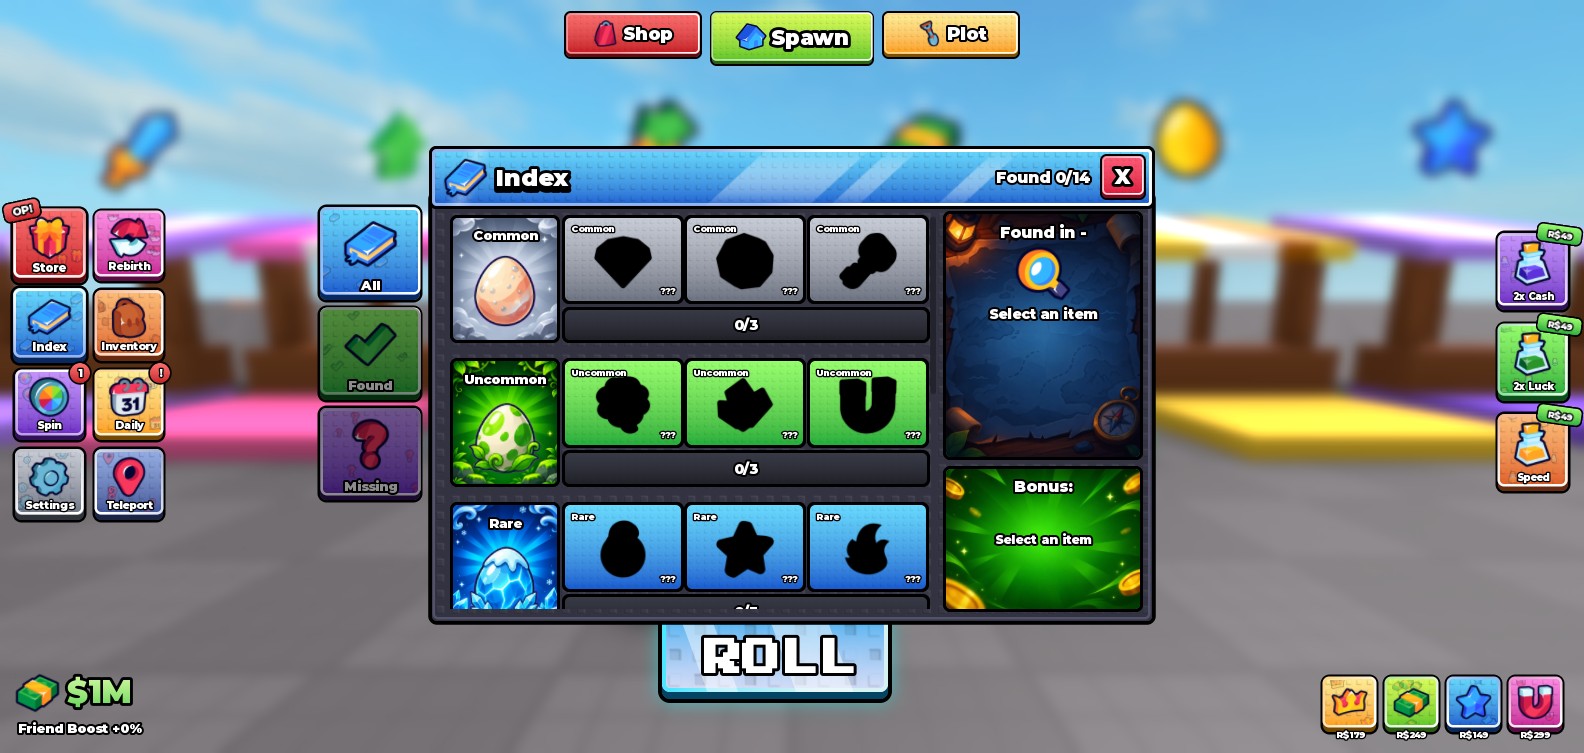 Shop
Spawn
Plot
Index
Found 0/14
X
OP!
Store
Rebirth
Index
Inventory
1
Spin
!
31
Daily
Settings
Teleport
All
Found
Missing
Common
Common
???
Common
???
Common
???
0/3
Uncommon
Uncommon
???
Uncommon
???
Uncommon
???
0/3
Rare
Rare
???
Rare
???
Rare
???
Found in -
Select an item
Bonus:
Select an item
R$49
2x Cash
R$49
2x Luck
R$49
Speed
ROLL
$1M
Friend Boost +0%
R$179
R$249
R$149
R$299